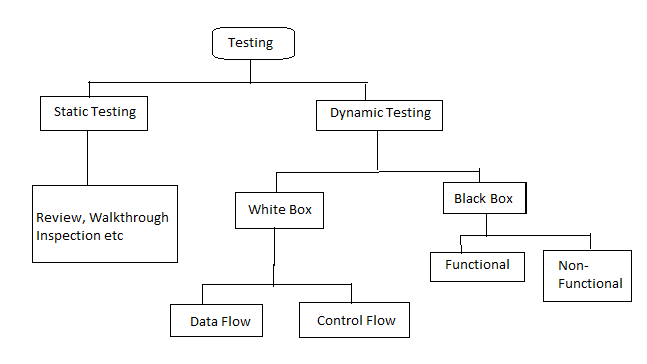 Testing
Static Testing
Dynamic Testing
Review, Walkthrough
Inspection etc
White Box
Black Box
Functional
Non-
Functional
Data Flow
Control Flow